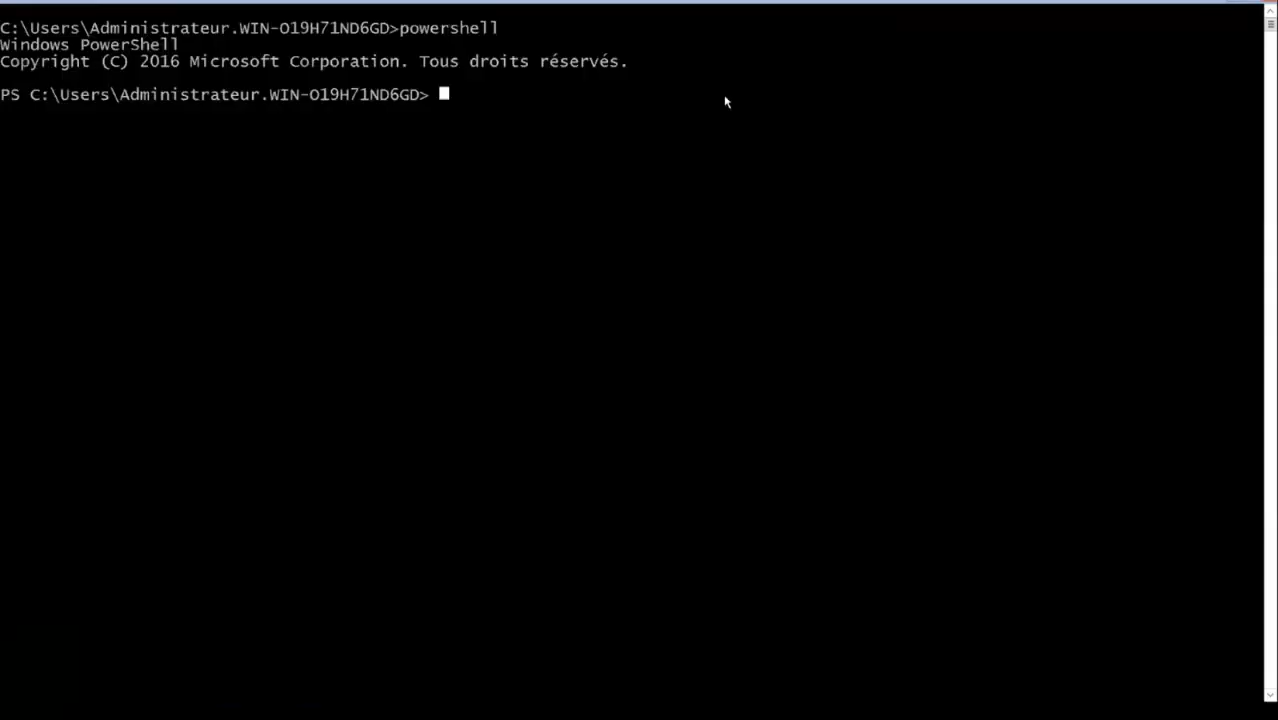 C:\Users\Administrateur.WIN-O19H71ND6GD>powershell
Windows PowerShell
Copyright (C) 2016 Microsoft Corporation. Tous droits réservés.
PS C:\Users\Administrateur.WIN-O19H71ND6GD>